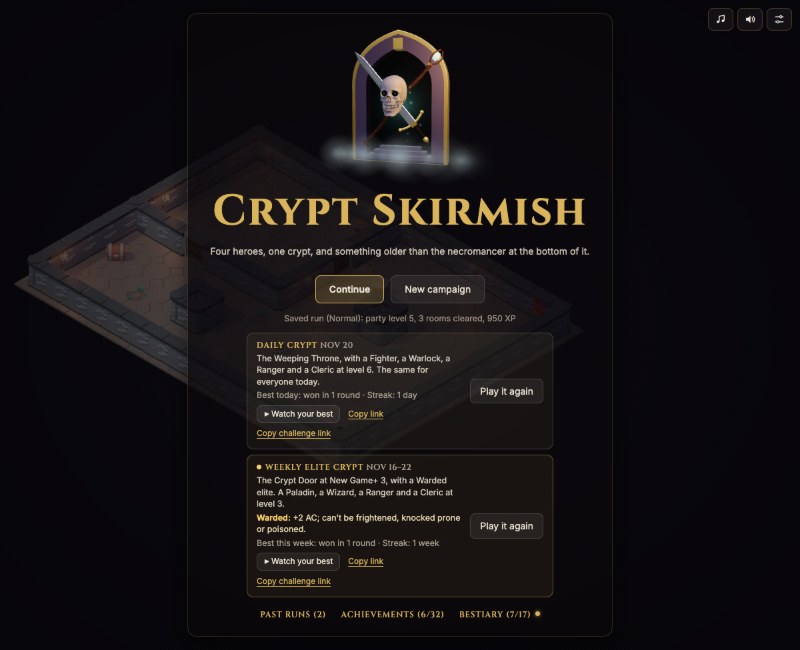 Crypt Skirmish
Four heroes, one crypt, and something older than the necromancer at the bottom of it.
Continue
New campaign
Saved run (Normal): party level 5, 3 rooms cleared, 950 XP
DAILY CRYPT NOV 20
The Weeping Throne, with a Fighter, a Warlock, a
Ranger and a Cleric at level 6. The same for
everyone today.
Best today: won in 1 round · Streak: 1 day
Watch your best
Copy link
Copy challenge link
Play it again
WEEKLY ELITE CRYPT NOV 16–22
The Crypt Door at New Game+ 3, with a Warded
elite. A Paladin, a Wizard, a Ranger and a Cleric at
level 3.
Warded: +2 AC; can't be frightened, knocked prone
or poisoned.
Best this week: won in 1 round · Streak: 1 week
Watch your best
Copy link
Copy challenge link
Play it again
PAST RUNS (2)
ACHIEVEMENTS (6/32)
BESTIARY (7/17)